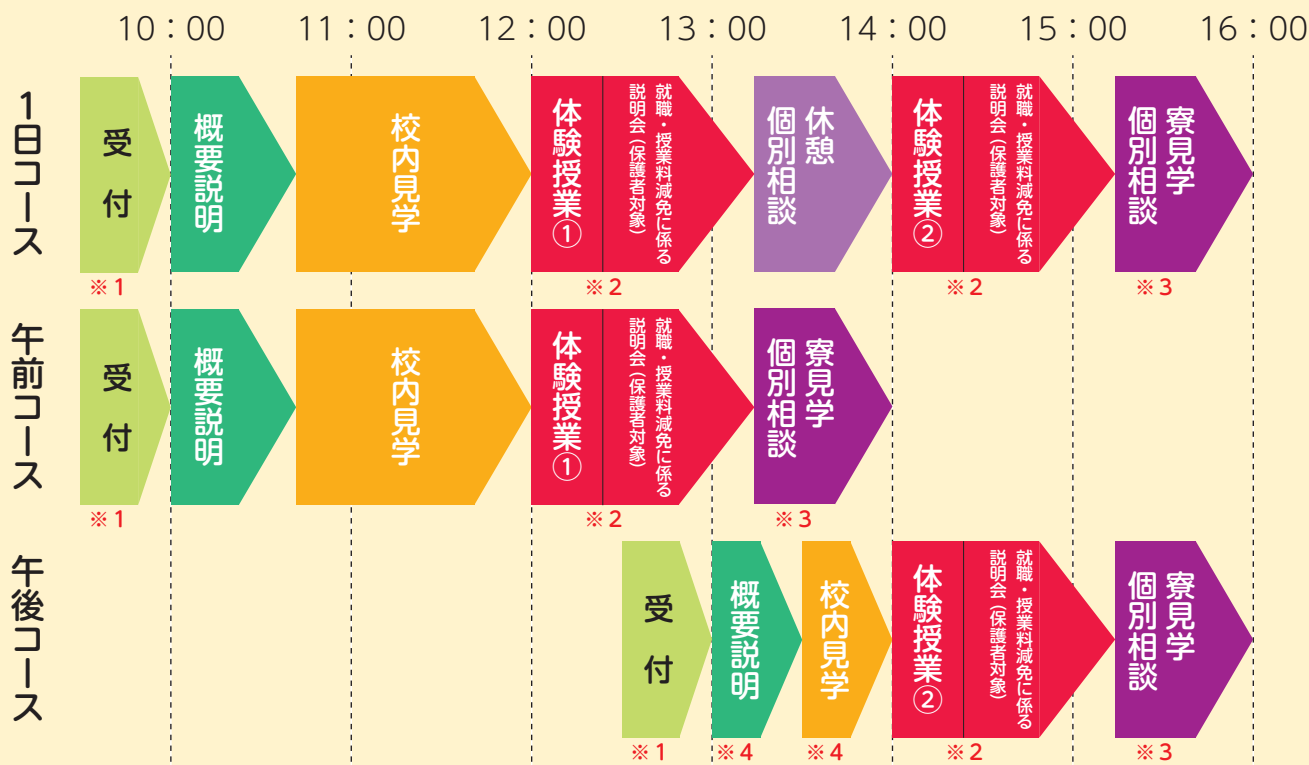 10：00 11：00 12：00 13：00 14：00 15：00 16：00
1日コース
受付
※1
概要説明
校内見学
体験授業①
就職・授業料減免に係る
説明会（保護者対象）
※2
休憩
個別相談
体験授業②
就職・授業料減免に係る
説明会（保護者対象）
※2
寮見学
個別相談
※3
午前コース
受付
※1
概要説明
校内見学
体験授業①
就職・授業料減免に係る
説明会（保護者対象）
※2
寮見学
個別相談
※3
午後コース
受付
※1
概要説明
※4
校内見学
※4
体験授業②
就職・授業料減免に係る
説明会（保護者対象）
※2
寮見学
個別相談
※3